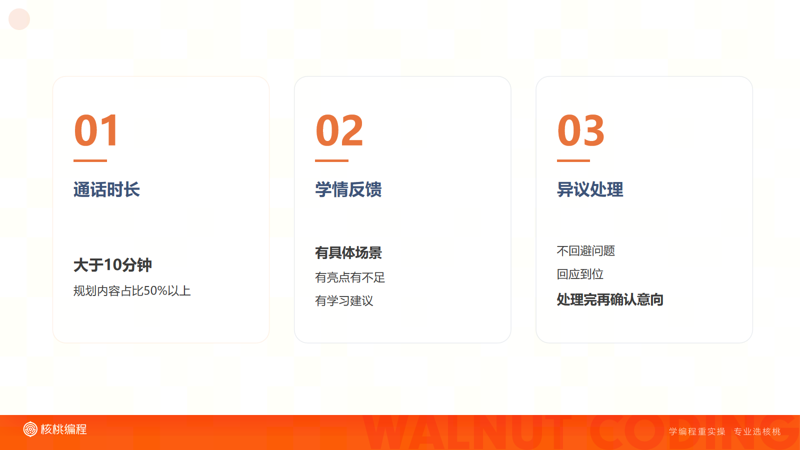 01
通话时长
大于10分钟
规划内容占比50%以上
02
学情反馈
有具体场景
有亮点有不足
有学习建议
03
异议处理
不回避问题
回应到位
处理完再确认意向
核桃编程
WALNUT CODING
学编程重实操 专业选核桃